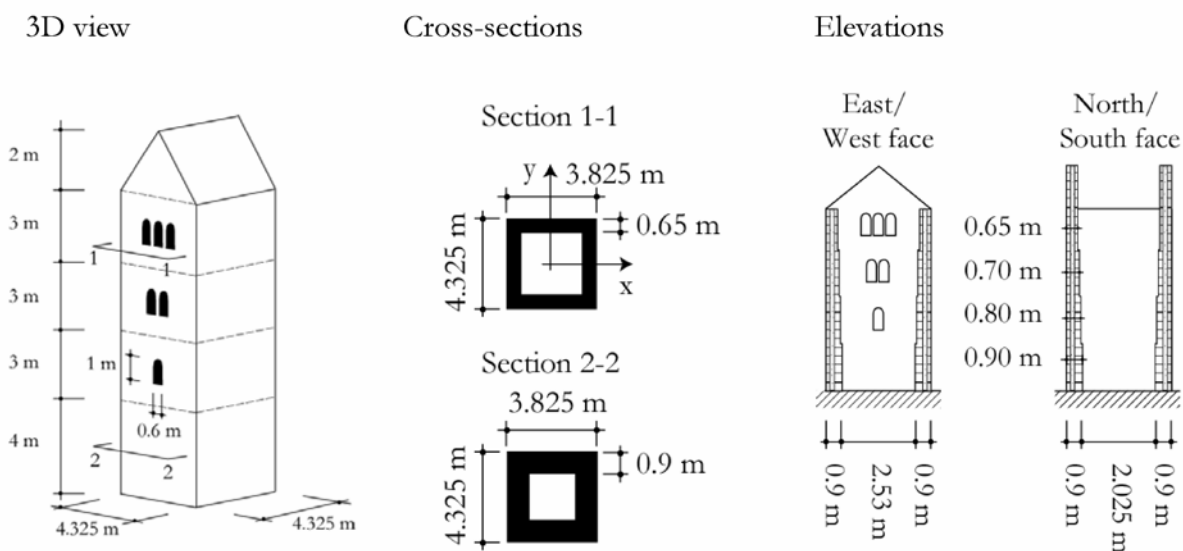 3D view
Cross-sections
Elevations
2 m
3 m
3 m
3 m
4 m
1
1
1 m
0.6 m
2
2
4.325 m
4.325 m
Section 1-1
y
3.825 m
4.325 m
0.65 m
x
Section 2-2
3.825 m
4.325 m
0.9 m
East/
West face
North/
South face
0.65 m
0.70 m
0.80 m
0.90 m
0.9 m
2.53 m
0.9 m
0.9 m
2.025 m
0.9 m